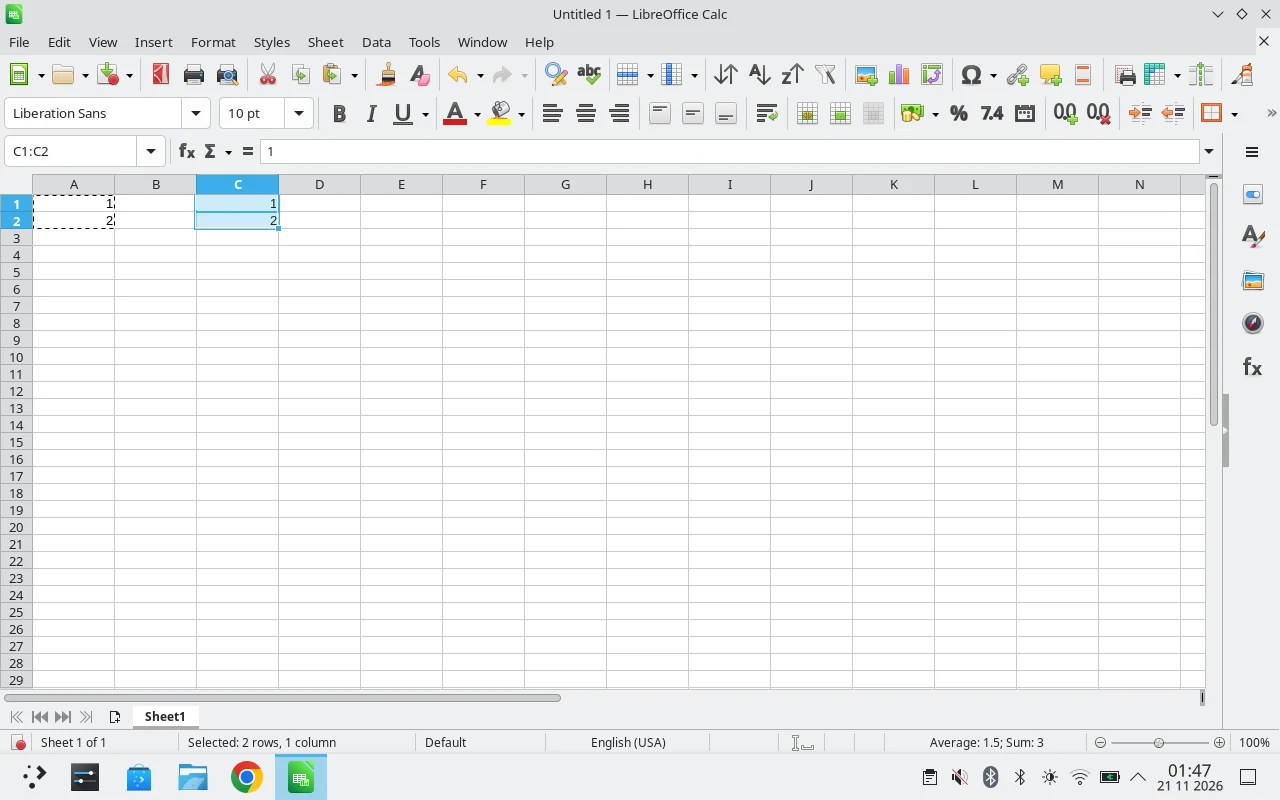 Untitled 1 — LibreOffice Calc
File Edit View Insert Format Styles Sheet Data Tools Window Help
Liberation Sans 10 pt B I U A % 7.4
C1:C2 fx Σ = 1
A B C D E F G H I J K L M N
1 1 1
2 2 2
3
4
5
6
7
8
9
10
11
12
13
14
15
16
17
18
19
20
21
22
23
24
25
26
27
28
29
Sheet1
Sheet 1 of 1 Selected: 2 rows, 1 column Default English (USA) Average: 1.5; Sum: 3 100%
01:47
21 11 2026